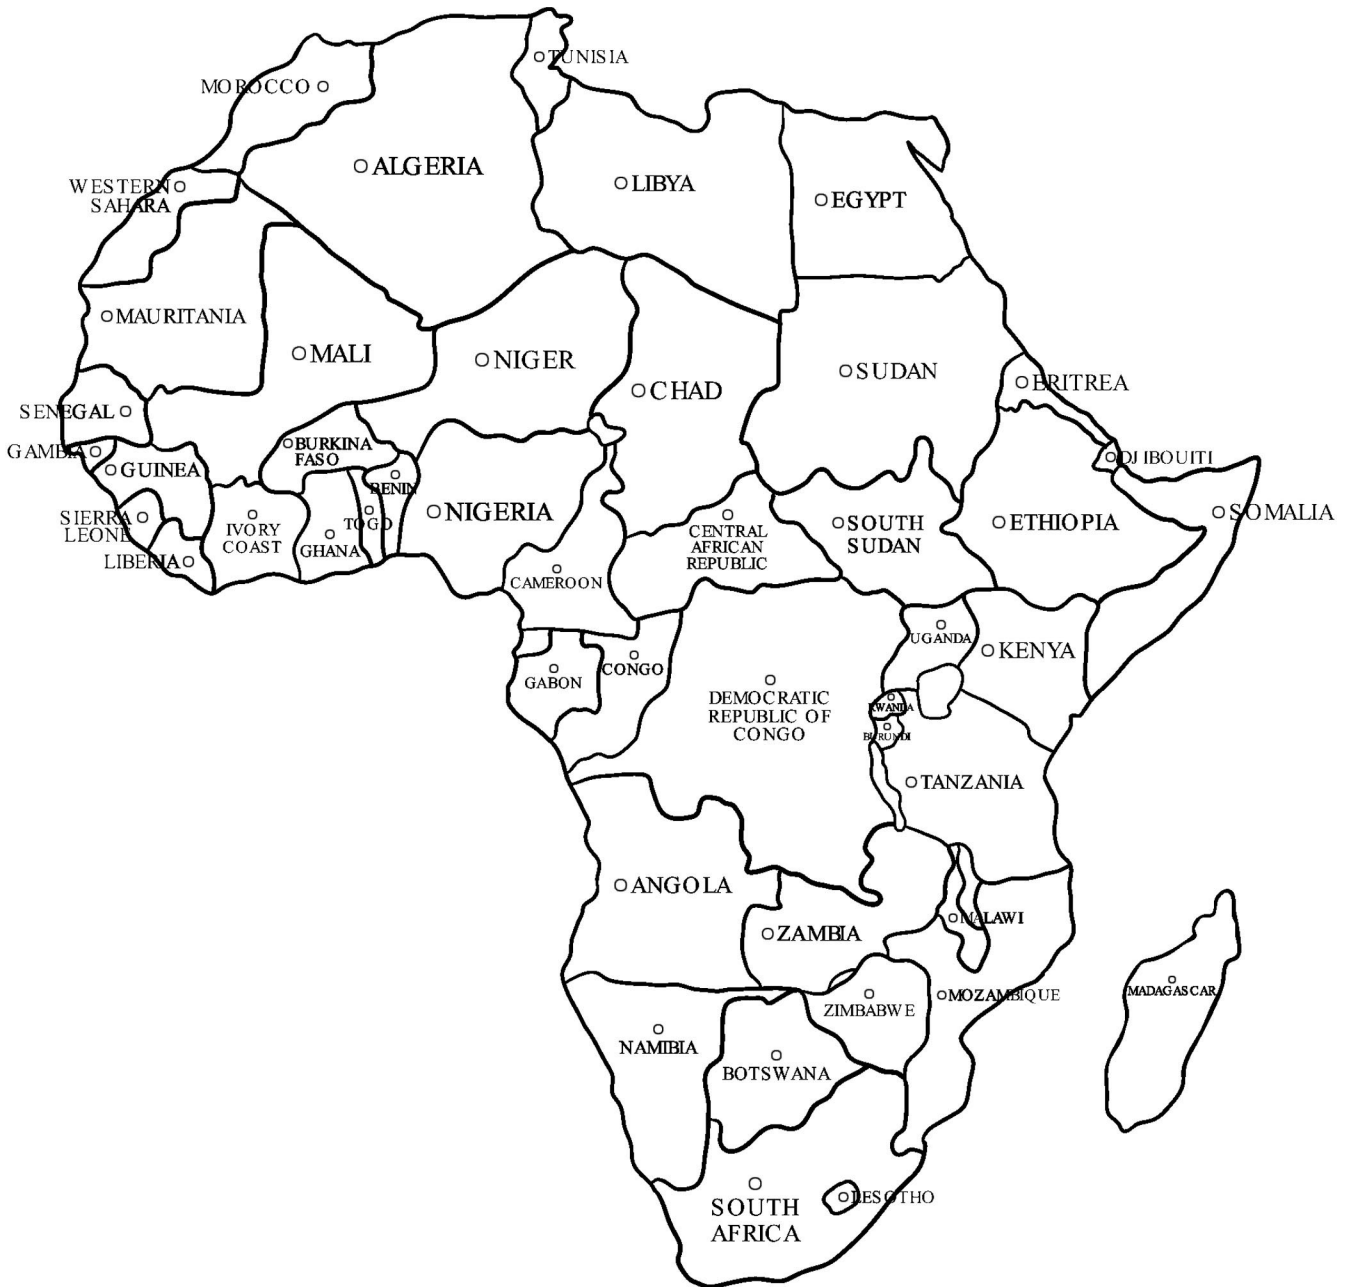 TUNISIA
MOROCCO
ALGERIA
LIBYA
WESTERN
SAHARA
EGYPT
MAURITANIA
MALI
NIGER
SUDAN
CHAD
ERITREA
SENEGAL
GAMBIA
BURKINA
FASO
DJIBOUITI
GUINEA
BENIN
NIGERIA
SIERRA
LEONE
IVORY
COAST
TOGO
GHANA
CENTRAL
AFRICAN
REPUBLIC
SOUTH
SUDAN
ETHIOPIA
SOMALIA
LIBERIA
CAMEROON
UGANDA
KENYA
GABON
CONGO
DEMOCRATIC
REPUBLIC OF
CONGO
RWANDA
BURUNDI
TANZANIA
ANGOLA
ZAMBIA
MALAWI
MADAGASCAR
ZIMBABWE
MOZAMBIQUE
NAMIBIA
BOTSWANA
SOUTH
AFRICA
LESOTHO